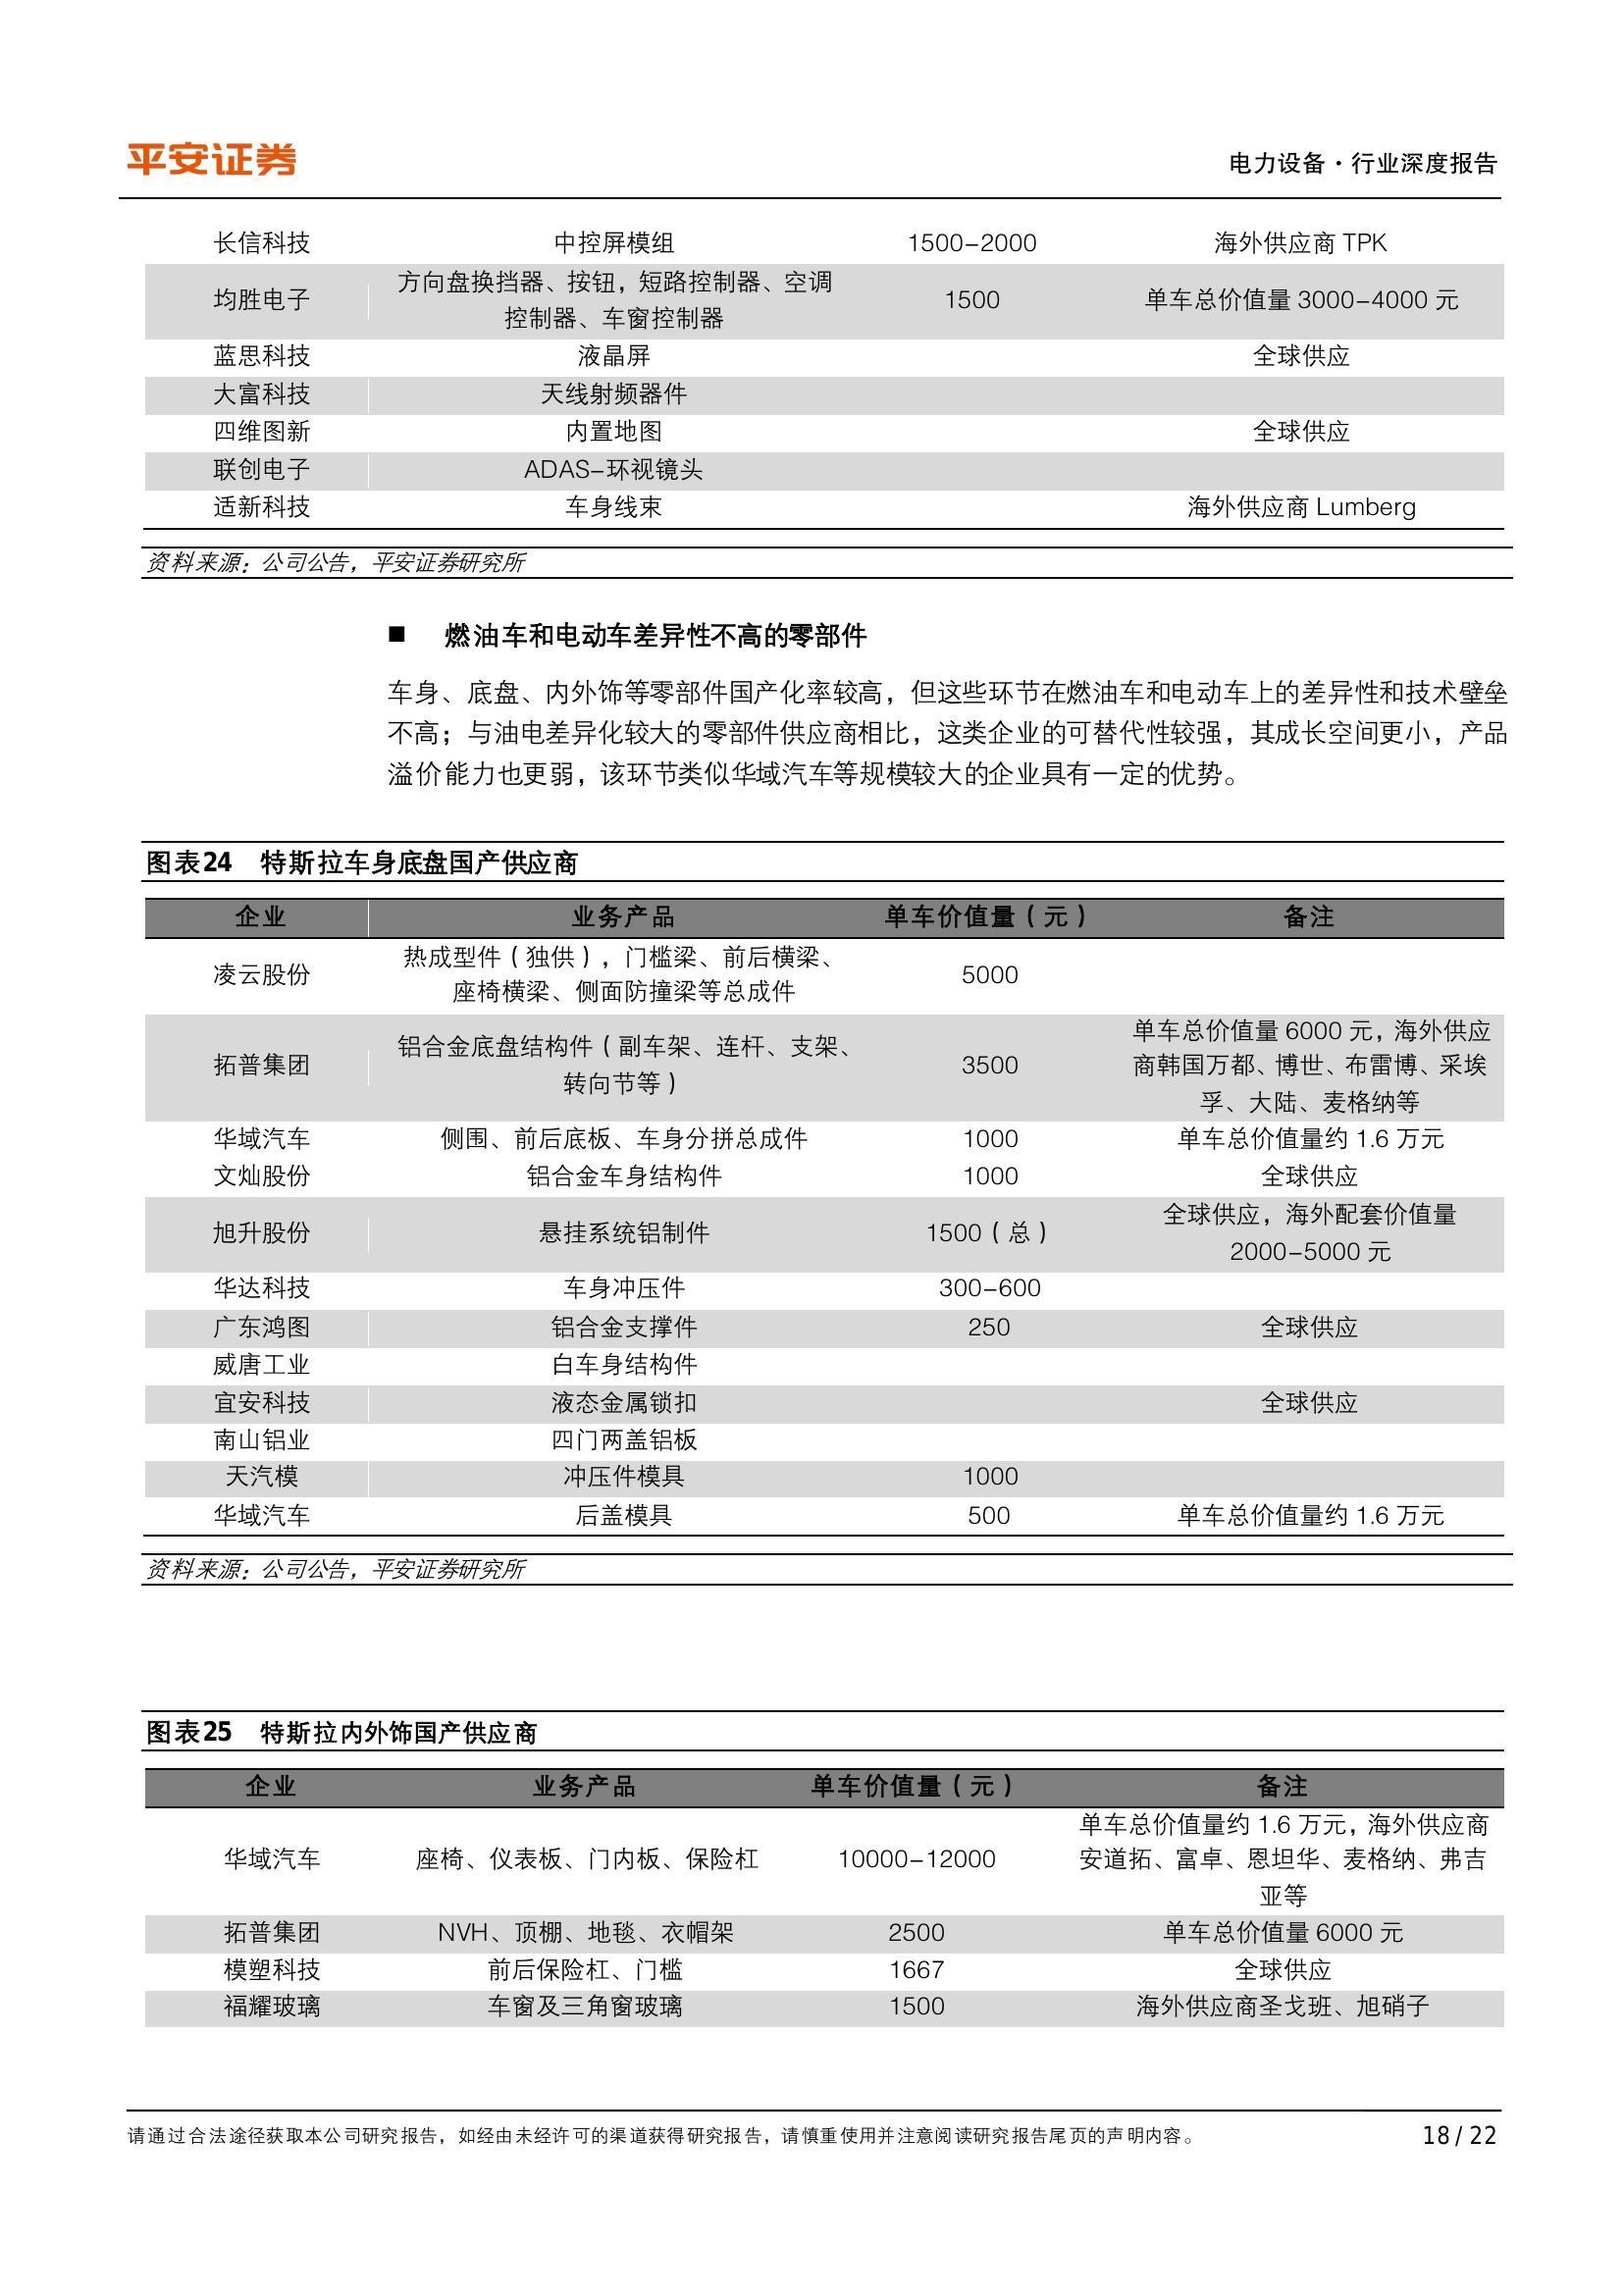 平安证券
电力设备·行业深度报告
长信科技 中控屏模组 1500-2000 海外供应商 TPK
均胜电子 方向盘换挡器、按钮，短路控制器、空调
控制器、车窗控制器 1500 单车总价值量 3000-4000 元
蓝思科技 液晶屏 全球供应
大富科技 天线射频器件
四维图新 内置地图 全球供应
联创电子 ADAS-环视镜头
适新科技 车身线束 海外供应商 Lumberg
资料来源：公司公告，平安证券研究所
■ 燃油车和电动车差异性不高的零部件
车身、底盘、内外饰等零部件国产化率较高，但这些环节在燃油车和电动车上的差异性和技术壁垒
不高；与油电差异化较大的零部件供应商相比，这类企业的可替代性较强，其成长空间更小，产品
溢价能力也更弱，该环节类似华域汽车等规模较大的企业具有一定的优势。
图表24 特斯拉车身底盘国产供应商
企业 业务产品 单车价值量（元） 备注
凌云股份 热成型件（独供），门槛梁、前后横梁、
座椅横梁、侧面防撞梁等总成件 5000
拓普集团 铝合金底盘结构件（副车架、连杆、支架、
转向节等） 3500 单车总价值量 6000 元，海外供应
商韩国万都、博世、布雷博、采埃
孚、大陆、麦格纳等
华域汽车 侧围、前后底板、车身分拼总成件 1000 单车总价值量约 1.6 万元
文灿股份 铝合金车身结构件 1000 全球供应
旭升股份 悬挂系统铝制件 1500（总） 全球供应，海外配套价值量
2000-5000 元
华达科技 车身冲压件 300-600
广东鸿图 铝合金支撑件 250 全球供应
威唐工业 白车身结构件
宜安科技 液态金属锁扣 全球供应
南山铝业 四门两盖铝板
天汽模 冲压件模具 1000
华域汽车 后盖模具 500 单车总价值量约 1.6 万元
资料来源：公司公告，平安证券研究所
图表25 特斯拉内外饰国产供应商
企业 业务产品 单车价值量（元） 备注
华域汽车 座椅、仪表板、门内板、保险杠 10000-12000 单车总价值量约 1.6 万元，海外供应商
安道拓、富卓、恩坦华、麦格纳、弗吉
亚等
拓普集团 NVH、顶棚、地毯、衣帽架 2500 单车总价值量 6000 元
模塑科技 前后保险杠、门槛 1667 全球供应
福耀玻璃 车窗及三角窗玻璃 1500 海外供应商圣戈班、旭硝子
请通过合法途径获取本公司研究报告，如经由未经许可的渠道获得研究报告，请慎重使用并注意阅读研究报告尾页的声明内容。
18 / 22